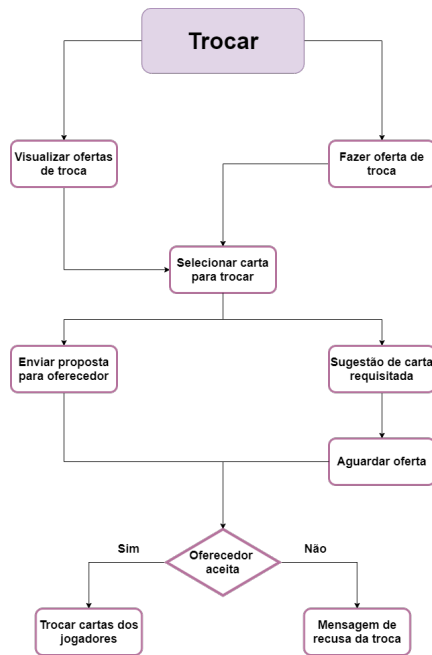 Trocar
Visualizar ofertas
de troca
Fazer oferta de
troca
Selecionar carta
para trocar
Enviar proposta
para oferecedor
Sugestão de carta
requisitada
Aguardar oferta
Sim
Oferecedor
aceita
Não
Trocar cartas dos
jogadores
Mensagem de
recusa da troca